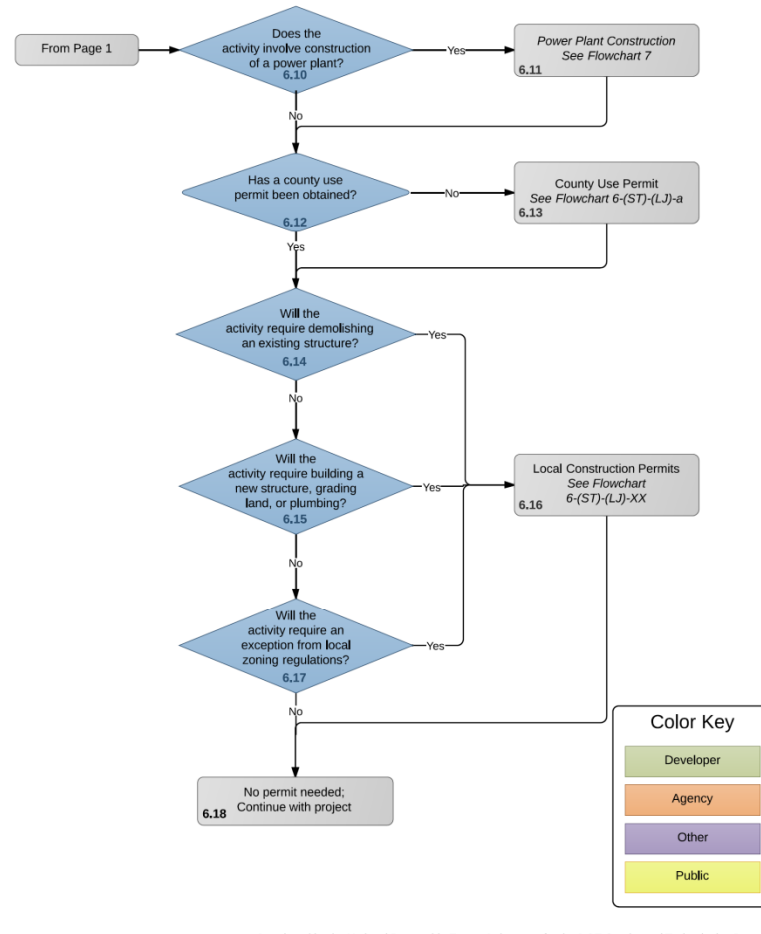 From Page 1
Does the
activity involve construction
of a power plant?
6.10
Yes
Power Plant Construction
See Flowchart 7
6.11
No
Has a county use
permit been obtained?
6.12
No
County Use Permit
See Flowchart 6-(ST)-(LJ)-a
6.13
Yes
Will the
activity require demolishing
an existing structure?
6.14
Yes
No
Will the
activity require building a
new structure, grading
land, or plumbing?
6.15
Yes
Local Construction Permits
See Flowchart
6-(ST)-(LJ)-XX
6.16
No
Will the
activity require an
exception from local
zoning regulations?
6.17
Yes
No
No permit needed;
Continue with project
6.18
Color Key
Developer
Agency
Other
Public